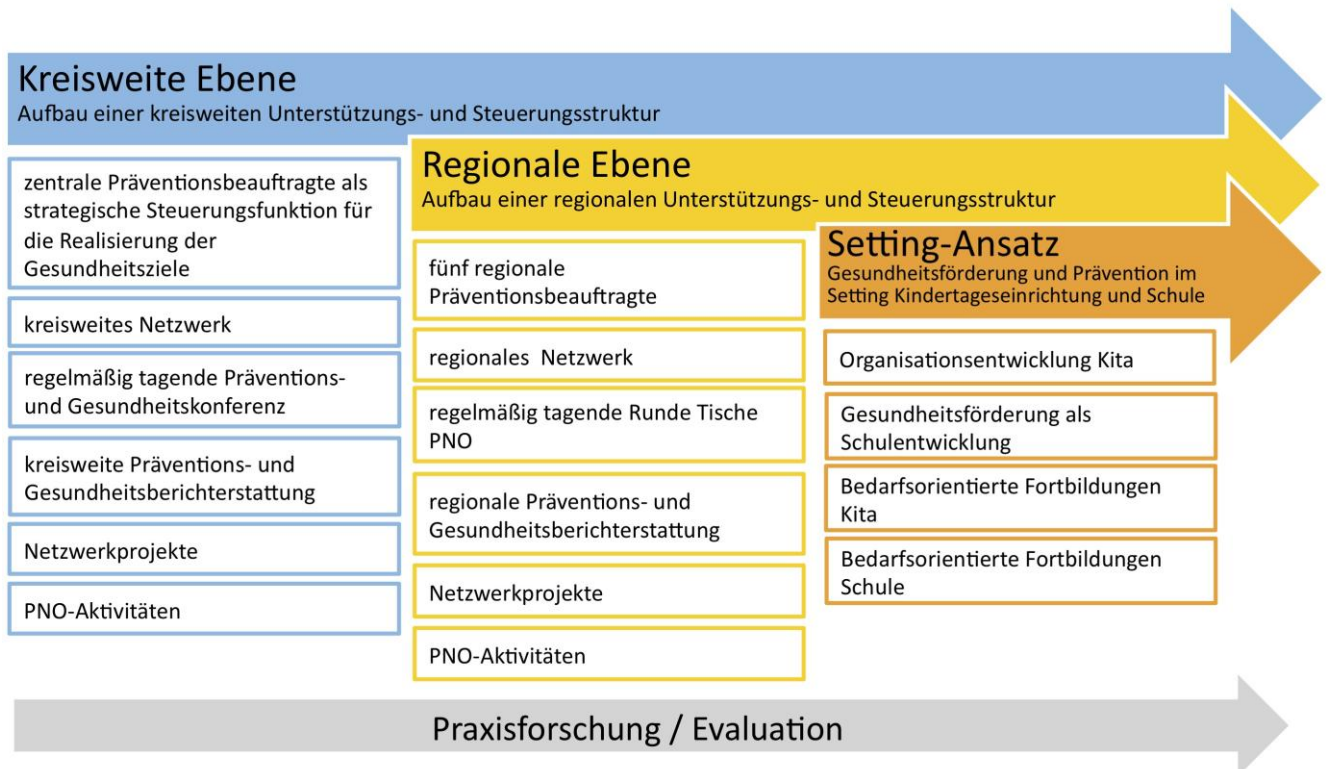 Kreisweite Ebene
Aufbau einer kreisweiten Unterstützungs- und Steuerungsstruktur
zentrale Präventionsbeauftragte als
strategische Steuerungsfunktion für
die Realisierung der
Gesundheitsziele
kreisweites Netzwerk
regelmäßig tagende Präventions-
und Gesundheitskonferenz
kreisweite Präventions- und
Gesundheitsberichterstattung
Netzwerkprojekte
PNO-Aktivitäten
Regionale Ebene
Aufbau einer regionalen Unterstützungs- und Steuerungsstruktur
fünf regionale
Präventionsbeauftragte
regionales Netzwerk
regelmäßig tagende Runde Tische
PNO
regionale Präventions- und
Gesundheitsberichterstattung
Netzwerkprojekte
PNO-Aktivitäten
Setting-Ansatz
Gesundheitsförderung und Prävention im
Setting Kindertageseinrichtung und Schule
Organisationsentwicklung Kita
Gesundheitsförderung als
Schulentwicklung
Bedarfsorientierte Fortbildungen
Kita
Bedarfsorientierte Fortbildungen
Schule
Praxisforschung / Evaluation